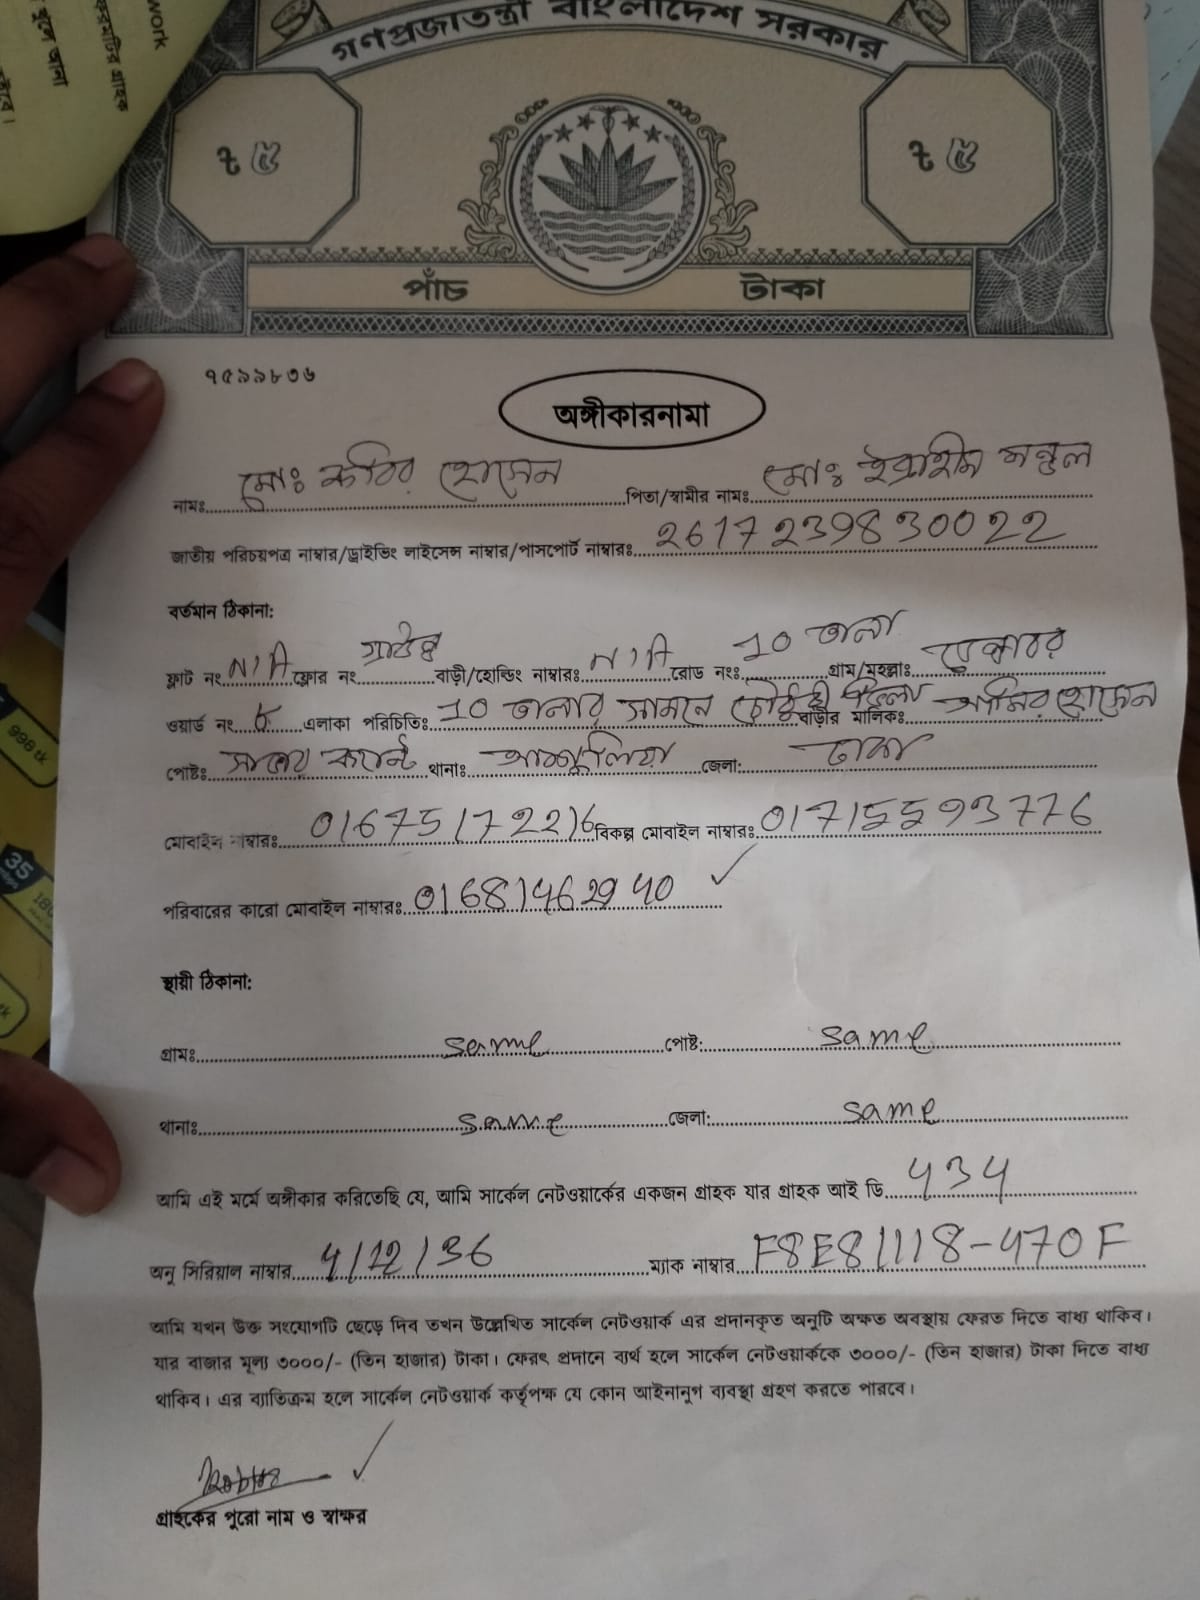 work
গণপ্রজাতন্ত্রী বাংলাদেশ সরকার
৳ ৫ ৳ ৫
পাঁচ টাকা
৭৫৯৯৮৩৬
অঙ্গীকারনামা
নামঃ মোঃ কবির হোসেন পিতা/স্বামীর নামঃ মোঃ ইব্রাহীম মন্ডল
জাতীয় পরিচয়পত্র নাম্বার/ড্রাইভিং লাইসেন্স নাম্বার/পাসপোর্ট নাম্বারঃ 2617239830022
বর্তমান ঠিকানা:
ফ্লাট নং N/A ফ্লোর নং বাড়ী/হোল্ডিং নাম্বারঃ N/A রোড নংঃ 10 তালা গ্রাম/মহল্লাঃ
ওয়ার্ড নং এলাকা পরিচিতিঃ 10 তালার সামনে বাড়ীর মালিকঃ আমির হোসেন
পোষ্টঃ থানাঃ আশুলিয়া জেলা: ঢাকা
মোবাইল নাম্বারঃ 01675172216 বিকল্প মোবাইল নাম্বারঃ 01715593776
পরিবারের কারো মোবাইল নাম্বারঃ
স্থায়ী ঠিকানা:
গ্রামঃ same পোষ্ট: same
থানাঃ same জেলা: same
আমি এই মর্মে অঙ্গীকার করিতেছি যে, আমি সার্কেল নেটওয়ার্কের একজন গ্রাহক যার গ্রাহক আই ডি 434
অনু সিরিয়াল নাম্বার 4/12/36 ম্যাক নাম্বার F8E81118-470F
আমি যখন উক্ত সংযোগটি ছেড়ে দিব তখন উল্লেখিত সার্কেল নেটওয়ার্ক এর প্রদানকৃত অনুটি অক্ষত অবস্থায় ফেরত দিতে বাধ্য থাকিব।
যার বাজার মূল্য ৩০০০/- (তিন হাজার) টাকা। ফেরৎ প্রদানে ব্যর্থ হলে সার্কেল নেটওয়ার্ককে ৩০০০/- (তিন হাজার) টাকা দিতে বাধ্য
থাকিব। এর ব্যতিক্রম হলে সার্কেল নেটওয়ার্ক কর্তৃপক্ষ যে কোন আইনানুগ ব্যবস্থা গ্রহণ করতে পারবে।
গ্রাহকের পুরো নাম ও স্বাক্ষর